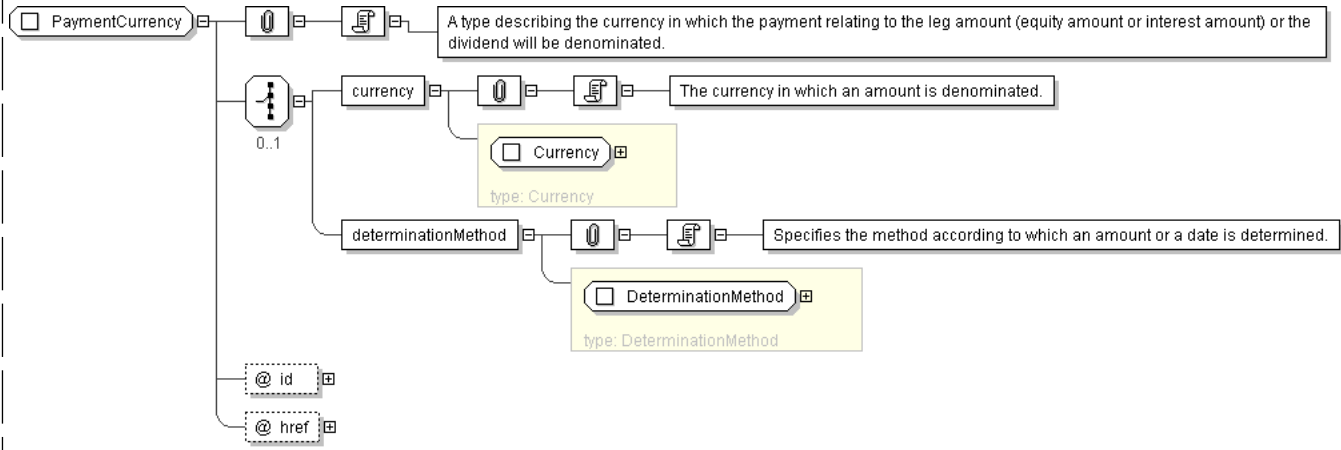 PaymentCurrency
A type describing the currency in which the payment relating to the leg amount (equity amount or interest amount) or the
dividend will be denominated.
currency
The currency in which an amount is denominated.
0..1
Currency
type: Currency
determinationMethod
Specifies the method according to which an amount or a date is determined.
DeterminationMethod
type: DeterminationMethod
@ id
@ href